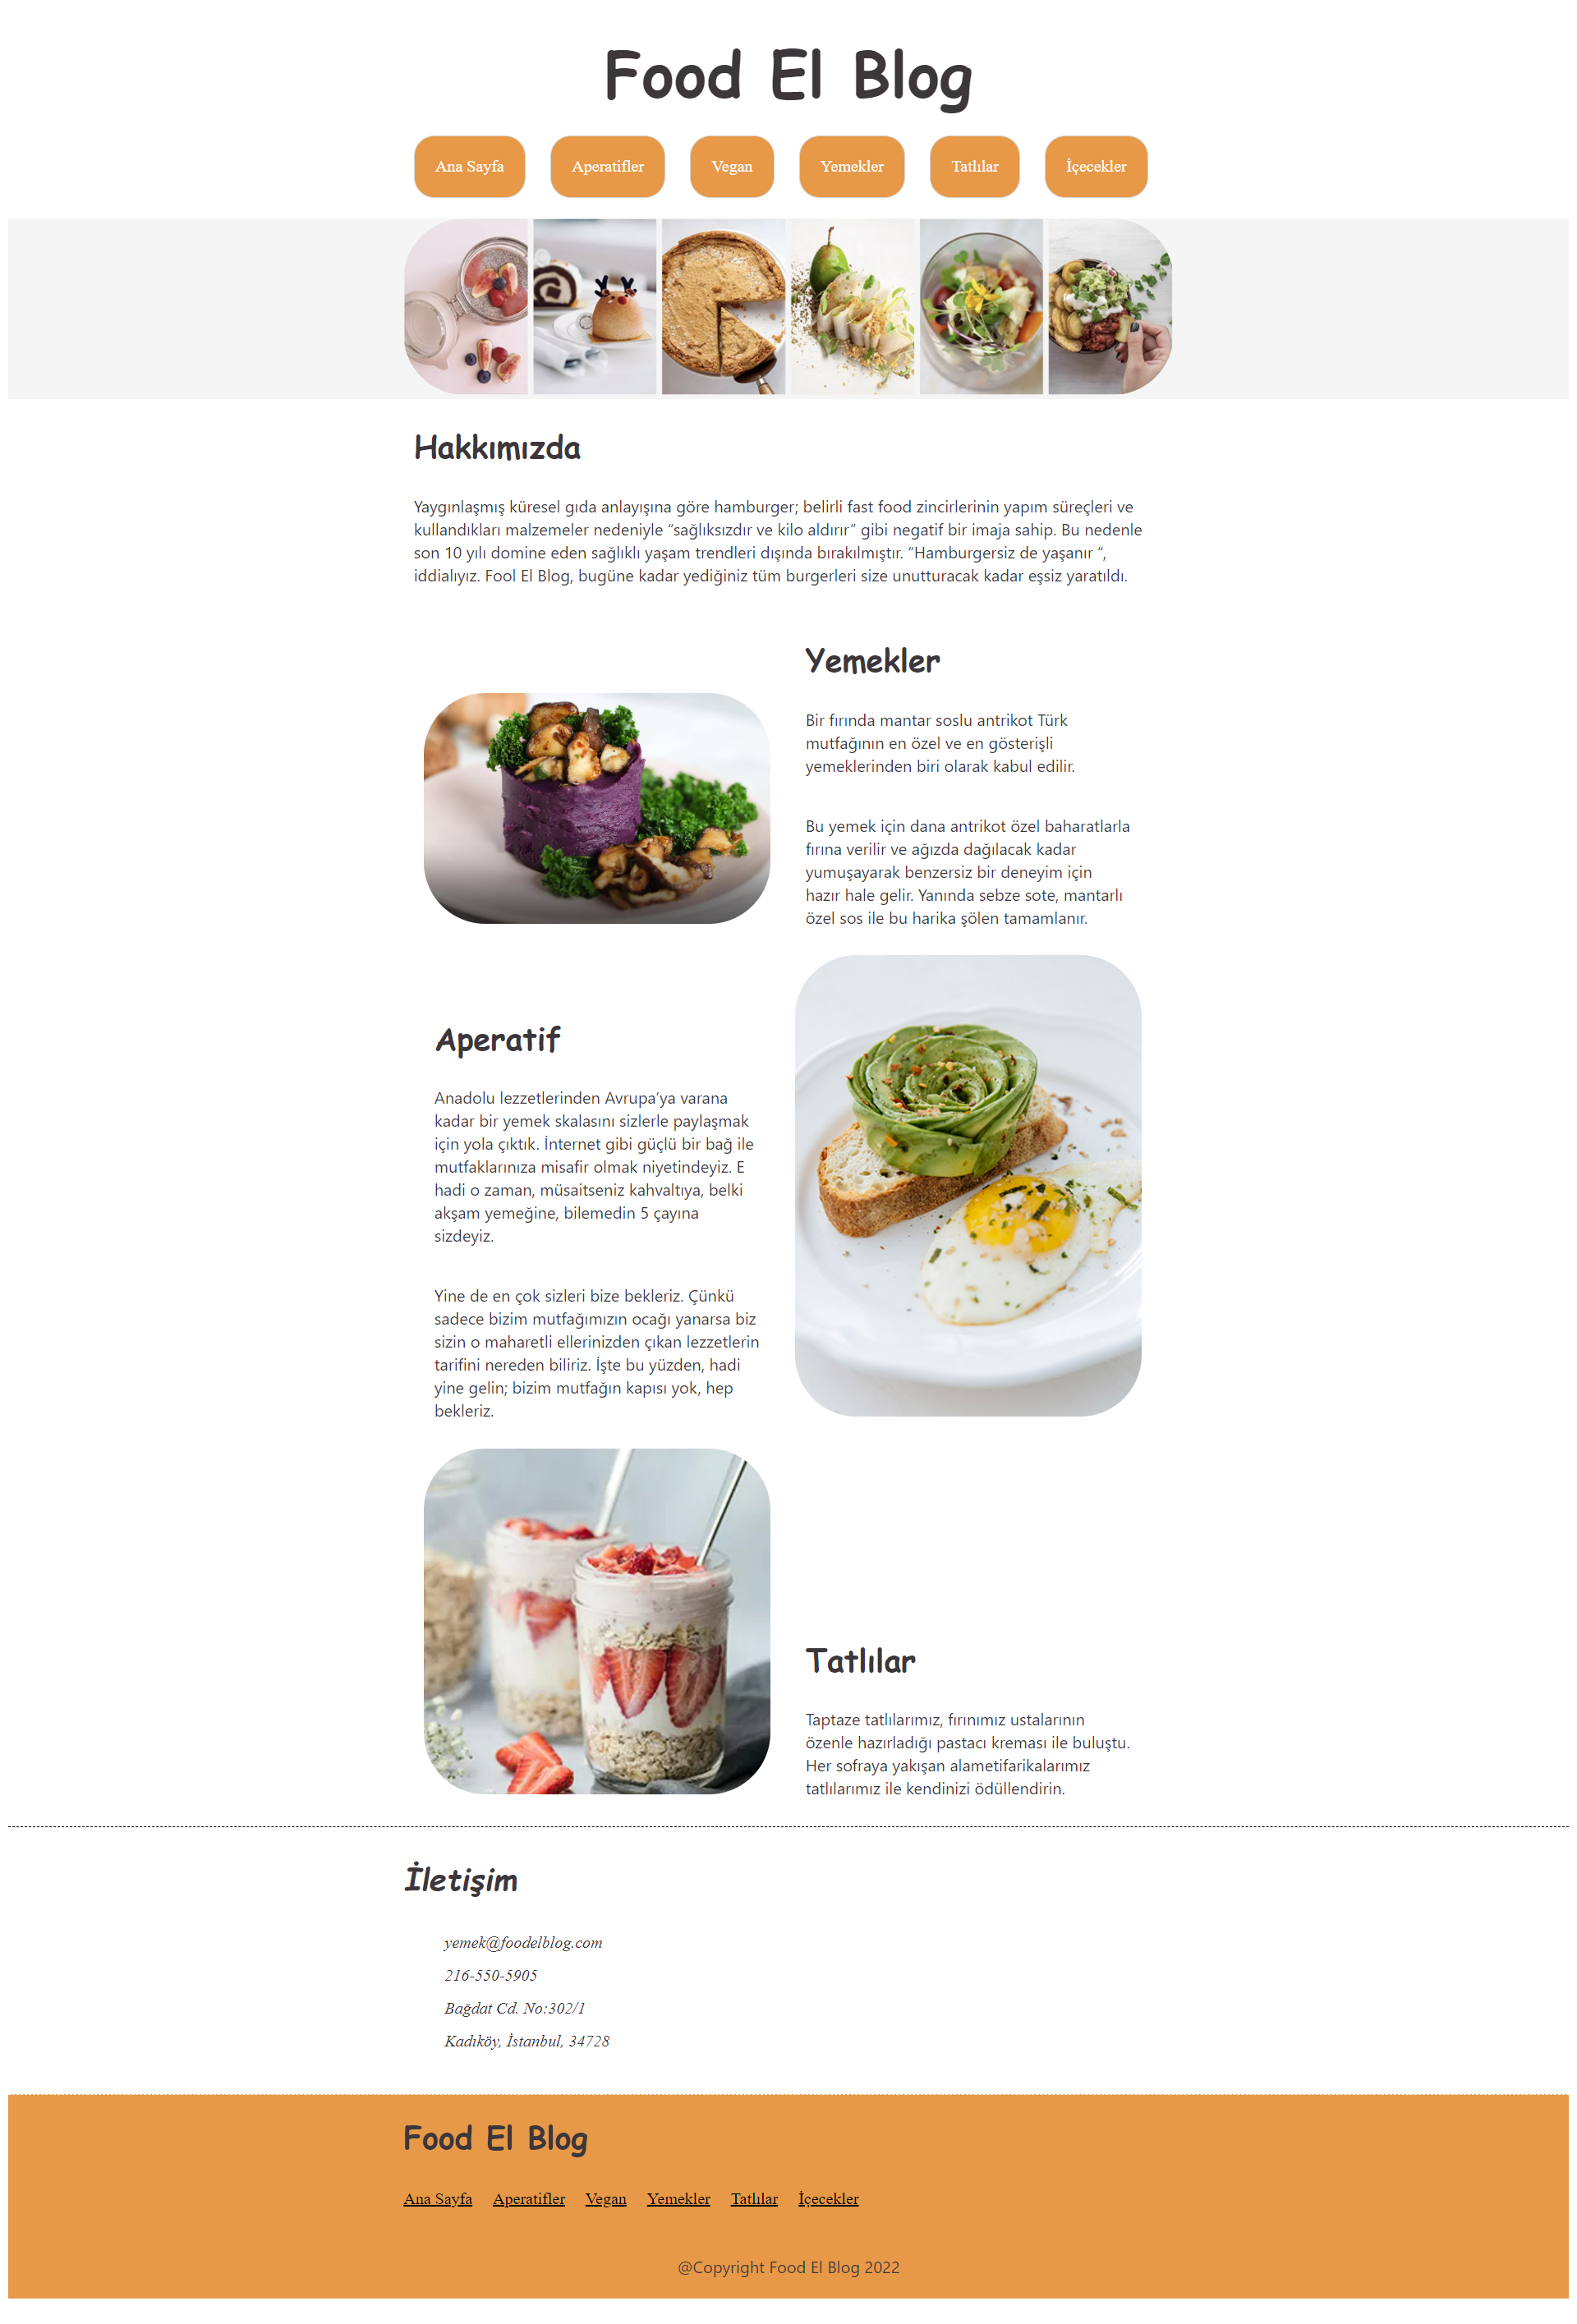 Food El Blog
Ana Sayfa
Aperatifler
Vegan
Yemekler
Tatlılar
İçecekler
Hakkımızda
Yaygınlaşmış küresel gıda anlayışına göre hamburger; belirli fast food zincirlerinin yapım süreçleri ve
kullandıkları malzemeler nedeniyle “sağlıksızdır ve kilo aldırır” gibi negatif bir imaja sahip. Bu nedenle
son 10 yılı domine eden sağlıklı yaşam trendleri dışında bırakılmıştır. “Hamburgersiz de yaşanır “,
iddialıyız. Fool El Blog, bugüne kadar yediğiniz tüm burgerleri size unutturacak kadar eşsiz yaratıldı.
Yemekler
Bir fırında mantar soslu antrikot Türk
mutfağının en özel ve en gösterişli
yemeklerinden biri olarak kabul edilir.
Bu yemek için dana antrikot özel baharatlarla
fırına verilir ve ağızda dağılacak kadar
yumuşayarak benzersiz bir deneyim için
hazır hale gelir. Yanında sebze sote, mantarlı
özel sos ile bu harika şölen tamamlanır.
Aperatif
Anadolu lezzetlerinden Avrupa’ya varana
kadar bir yemek skalasını sizlerle paylaşmak
için yola çıktık. İnternet gibi güçlü bir bağ ile
mutfaklarınıza misafir olmak niyetindeyiz. E
hadi o zaman, müsaitseniz kahvaltıya, belki
akşam yemeğine, bilemedin 5 çayına
sizdeyiz.
Yine de en çok sizleri bize bekleriz. Çünkü
sadece bizim mutfağımızın ocağı yanarsa biz
sizin o maharetli ellerinizden çıkan lezzetlerin
tarifini nereden biliriz. İşte bu yüzden, hadi
yine gelin; bizim mutfağın kapısı yok, hep
bekleriz.
Tatlılar
Taptaze tatlılarımız, fırınımız ustalarının
özenle hazırladığı pastacı kreması ile buluştu.
Her sofraya yakışan alametifarikalarımız
tatlılarımız ile kendinizi ödüllendirin.
İletişim
yemek@foodelblog.com
216-550-5905
Bağdat Cd. No:302/1
Kadıköy, İstanbul, 34728
Food El Blog
Ana Sayfa Aperatifler Vegan Yemekler Tatlılar İçecekler
@Copyright Food El Blog 2022